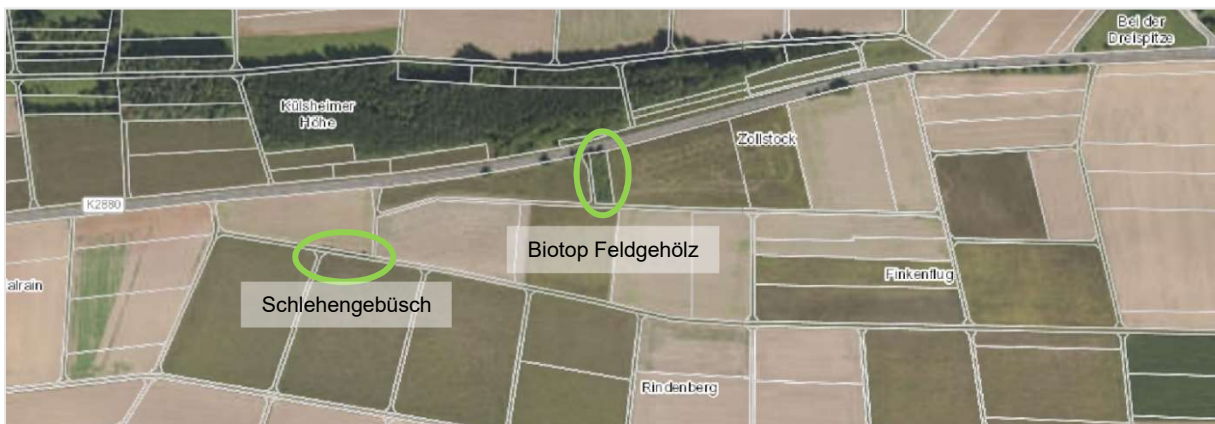 Bei der
Dreispitze
Külsheimer
Höhe
Zollstock
K2880
Biotop Feldgehölz
alrain
Finkenflug
Schlehengebüsch
Rindenberg